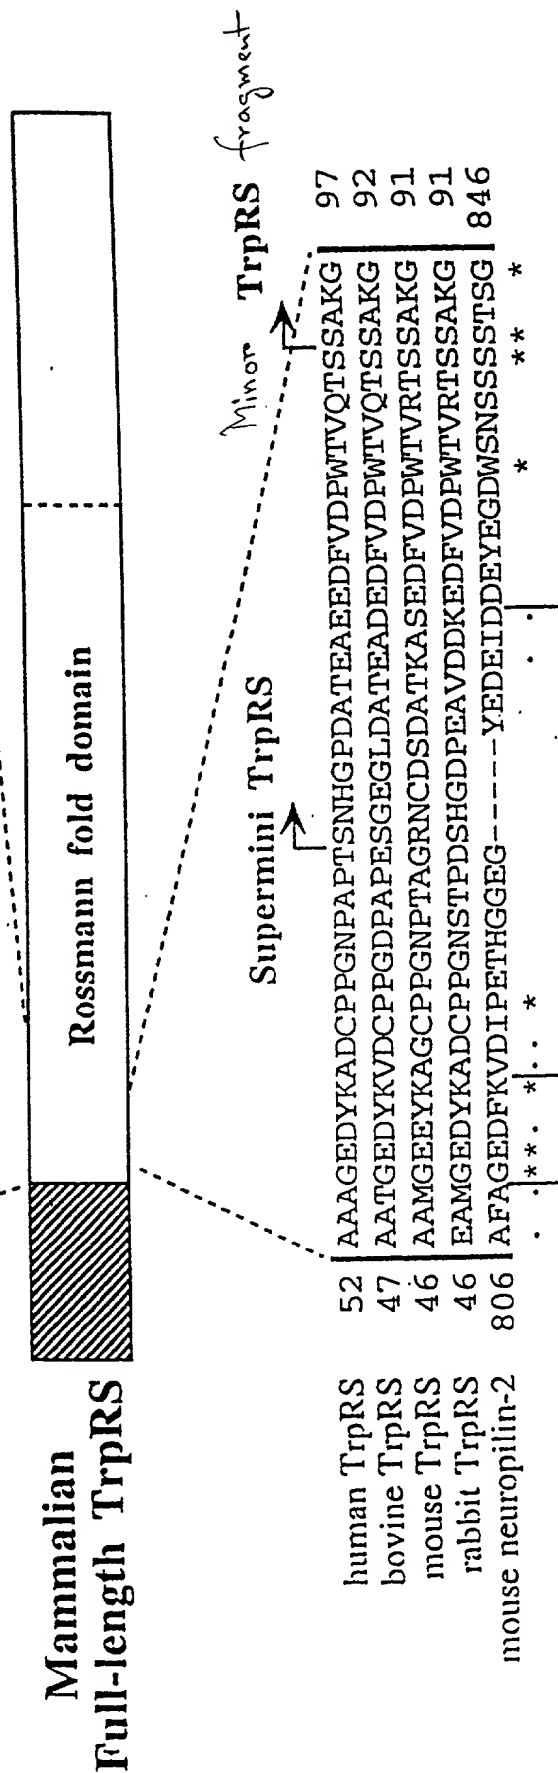 Mammalian
Full-length TrpRS
Rossmann fold domain
Supermini TrpRS
Minor TrpRS fragment
human TrpRS 52 AAAGEDYKADCPPGNPAPTSNHGPDATEAEEDFVDPWTVQTSSAKG 97
bovine TrpRS 47 AATGEDYKVDCPPGDPAPESGEGLDATEADEDFVDPWTVQTSSAKG 92
mouse TrpRS 46 AAMGEEYKAGCPPGNPTAGRNCDSDATKASEDFVDPWTVRTSSAKG 91
rabbit TrpRS 46 EAMGEDYKADCPPGNSTPDSHGDPEAVDDKEDFVDPWTVRTSSAKG 91
mouse neuropilin-2 806 AFAGEDFKVDIPETHGGEG-----YEDEIDDEYEGDWSNSSSSTSG 846
. .**. * .. * . . * ** *